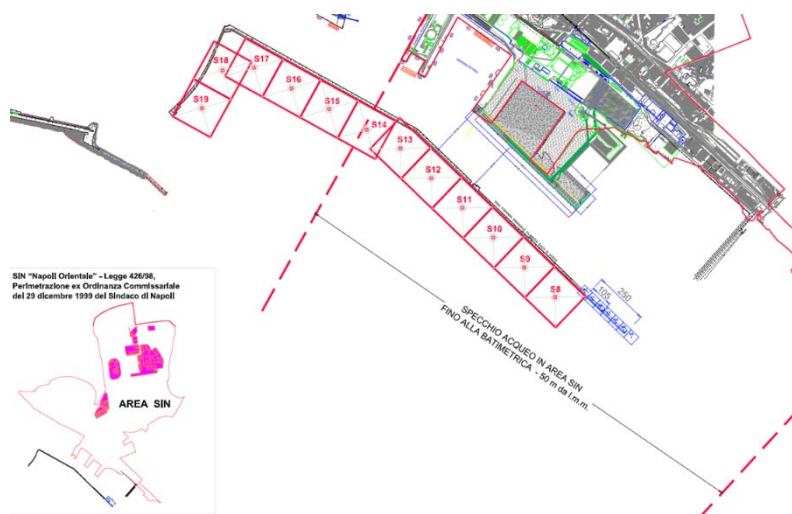 S18
S17
S16
S15
S14
S19
S13
S12
S11
S10
S9
S8
105
250
SPECCHIO ACQUEO IN AREA SIN
FINO ALLA BATIMETRICA - 50 m da l.m.m.
SIN "Napoli Orientale" - Legge 426/98,
Perimetrazione ex Ordinanza Commissariale
del 29 dicembre 1999 del Sindaco di Napoli
AREA SIN